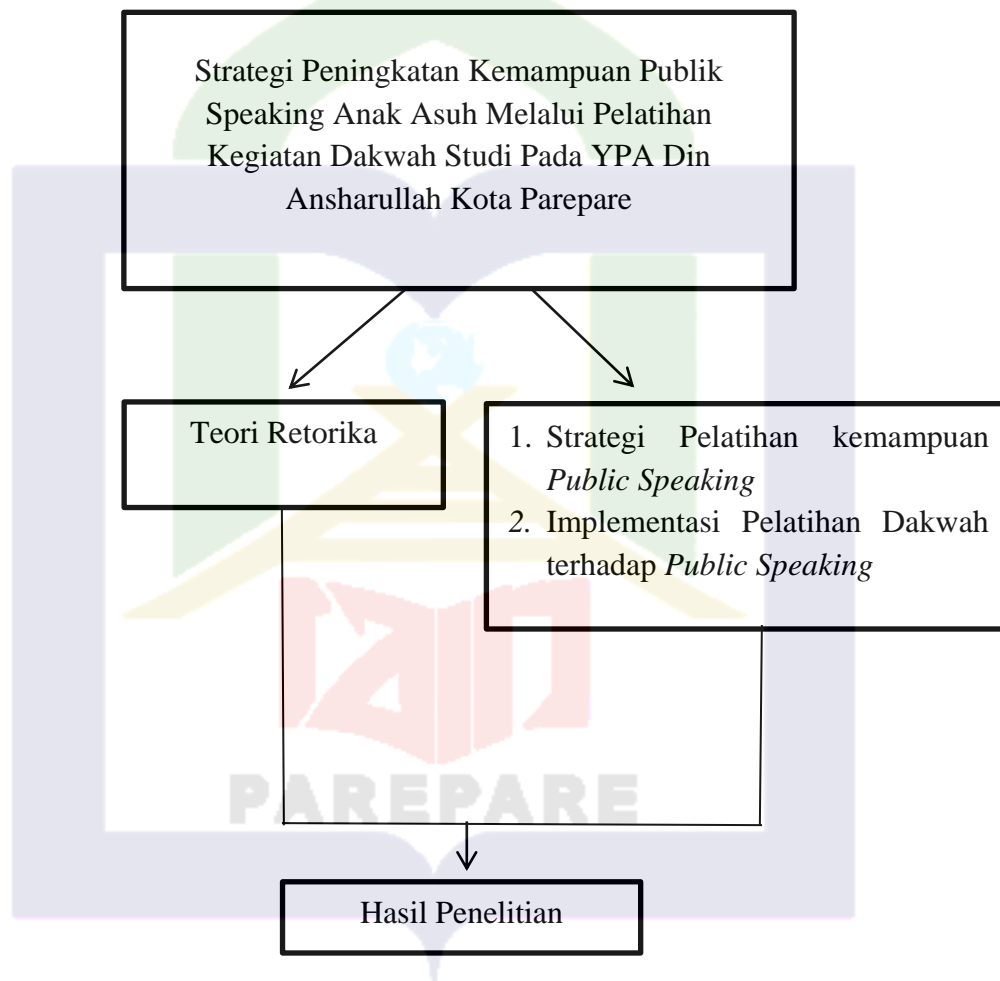 Strategi Peningkatan Kemampuan Publik
Speaking Anak Asuh Melalui Pelatihan
Kegiatan Dakwah Studi Pada YPA Din
Ansharullah Kota Parepare
Teori Retorika
1. Strategi Pelatihan kemampuan
Public Speaking
2. Implementasi Pelatihan Dakwah
terhadap Public Speaking
PAREPARE
Hasil Penelitian